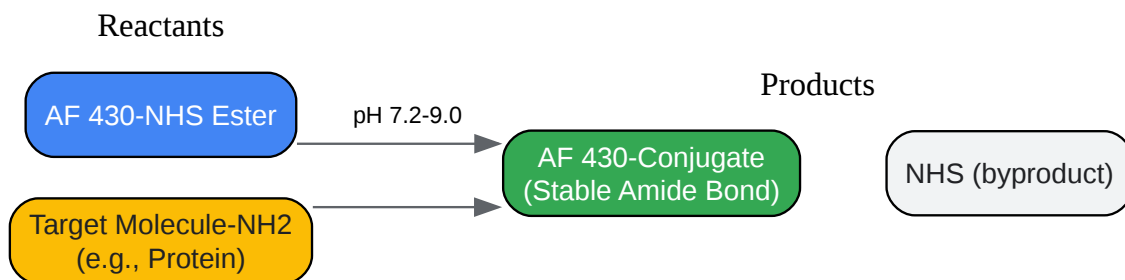 Reactants
AF 430-NHS Ester
pH 7.2-9.0
Target Molecule-NH2
(e.g., Protein)
Products
AF 430-Conjugate
(Stable Amide Bond)
NHS (byproduct)